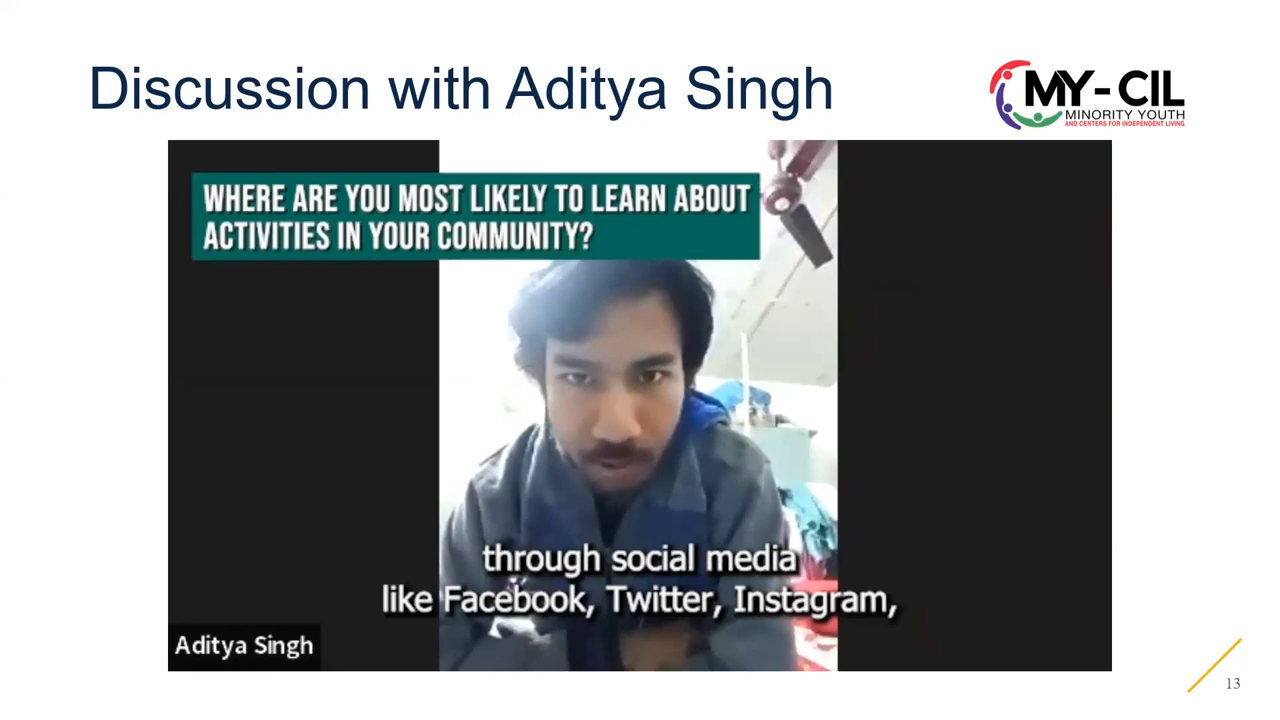 Discussion with Aditya Singh
MY-CIL
MINORITY YOUTH
AND CENTERS FOR INDEPENDENT LIVING
WHERE ARE YOU MOST LIKELY TO LEARN ABOUT
ACTIVITIES IN YOUR COMMUNITY?
through social media
like Facebook, Twitter, Instagram,
Aditya Singh
13